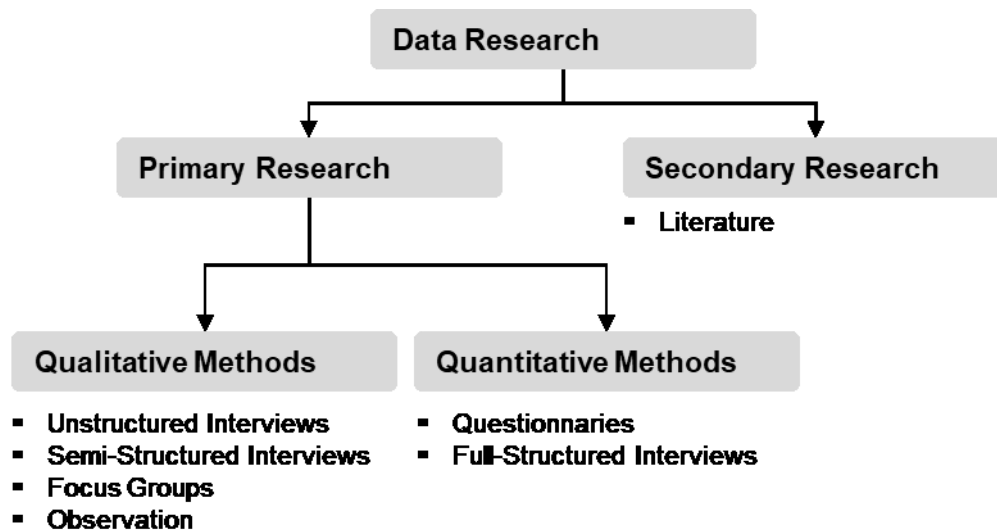 Data Research
Primary Research
Secondary Research
▪ Literature
Qualitative Methods
Quantitative Methods
▪ Unstructured Interviews
▪ Semi-Structured Interviews
▪ Focus Groups
▪ Observation
▪ Questionnaries
▪ Full-Structured Interviews